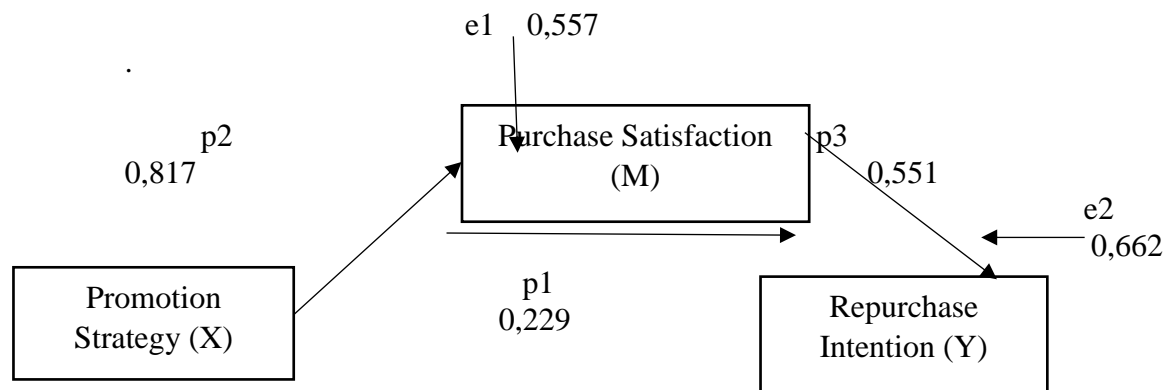 e1 0,557
.
p2
0,817
Purchase Satisfaction
(M)
p3
0,551
e2
0,662
p1
0,229
Promotion
Strategy (X)
Repurchase
Intention (Y)